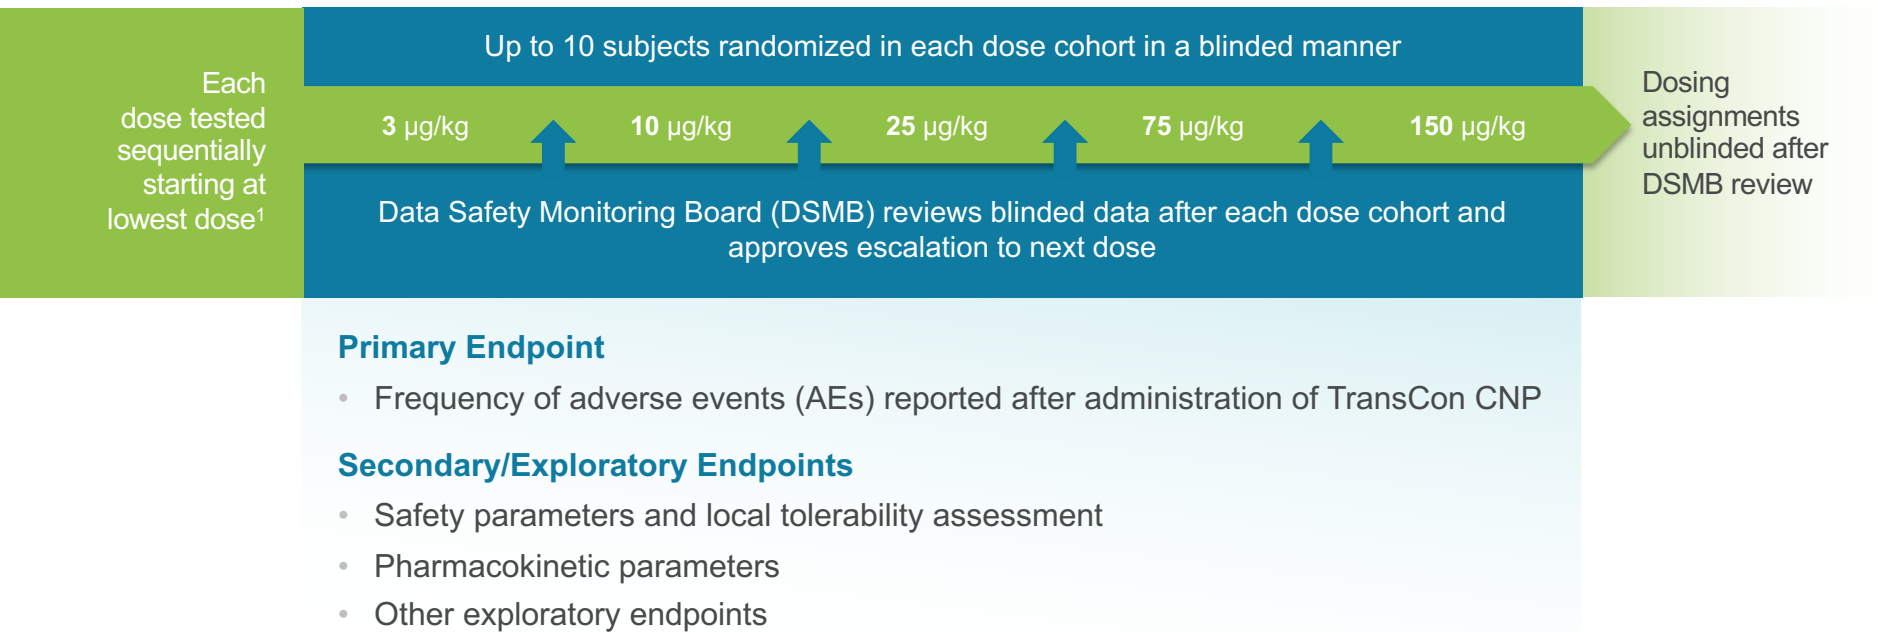 Up to 10 subjects randomized in each dose cohort in a blinded manner
Each
dose tested
sequentially
starting at
lowest dose¹
3 µg/kg
10 µg/kg
25 µg/kg
75 µg/kg
150 µg/kg
Dosing
assignments
unblinded after
DSMB review
Data Safety Monitoring Board (DSMB) reviews blinded data after each dose cohort and
approves escalation to next dose
Primary Endpoint
• Frequency of adverse events (AEs) reported after administration of TransCon CNP
Secondary/Exploratory Endpoints
• Safety parameters and local tolerability assessment
• Pharmacokinetic parameters
• Other exploratory endpoints